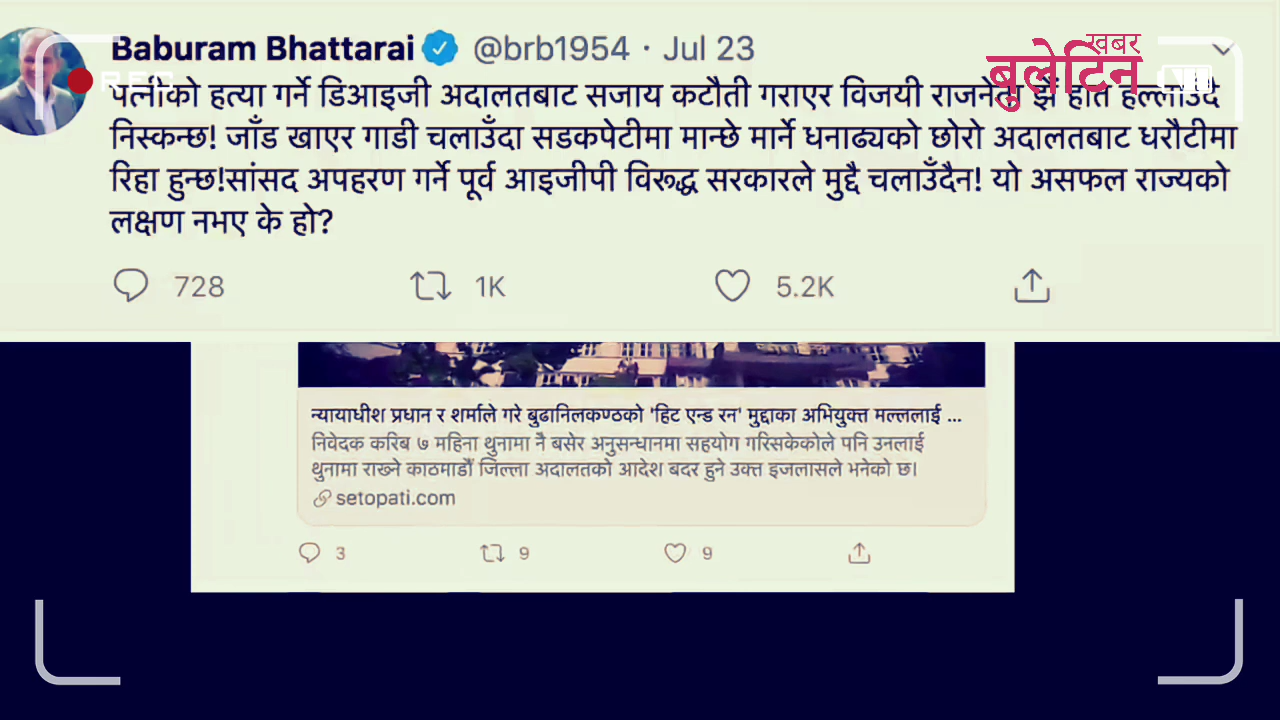 Baburam Bhattarai @brb1954 · Jul 23
खबर
बुलेटिन
REC
पत्नीको हत्या गर्ने डिआइजी अदालतबाट सजाय कटौती गराएर विजयी राजनेता झैं हात हल्लाउँदै
निस्कन्छ! जाँड खाएर गाडी चलाउँदा सडकपेटीमा मान्छे मार्ने धनाढ्यको छोरो अदालतबाट धरौटीमा
रिहा हुन्छ!सांसद अपहरण गर्ने पूर्व आइजीपी विरूद्ध सरकारले मुद्दै चलाउँदैन! यो असफल राज्यको
लक्षण नभए के हो?
728 1K 5.2K
न्यायाधीश प्रधान र शर्माले गरे बुढानिलकण्ठको 'हिट एन्ड रन' मुद्दाका अभियुक्त मल्ललाई ...
निवेदक करिब ७ महिना थुनामा नै बसेर अनुसन्धानमा सहयोग गरिसकेकोले पनि उनलाई
थुनामा राख्ने काठमाडौं जिल्ला अदालतको आदेश बदर हुने उक्त इजलासले भनेको छ।
setopati.com
3 9 9